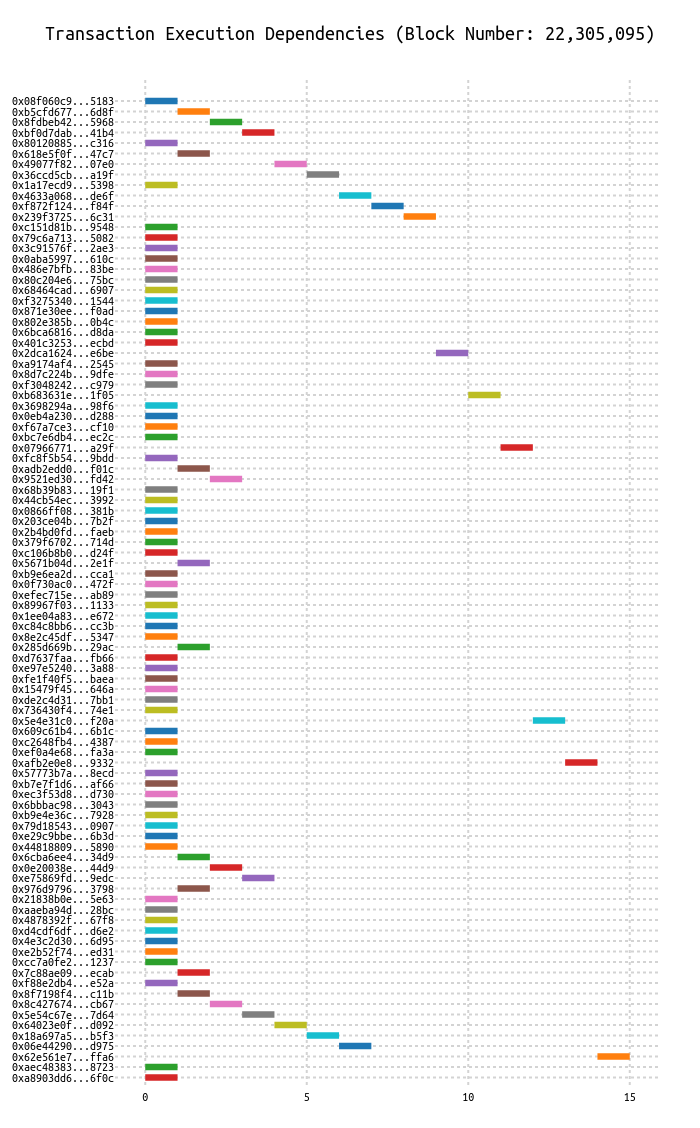 Transaction Execution Dependencies (Block Number: 22,305,095)
0x08f060c9...5183
0xb5cfd677...6d8f
0x8fdbeb42...5968
0xbf0d7dab...41b4
0x80120885...c316
0x618e5f0f...47c7
0x49077f82...07e0
0x36ccd5cb...a19f
0x1a17ecd9...5398
0x4633a068...de6f
0xf872f124...f84f
0x239f3725...6c31
0xc151d81b...9548
0x79c6a713...5082
0x3c91576f...2ae3
0x0aba5997...610c
0x486e7bfb...83be
0x80c204e6...75bc
0x68464cad...6907
0xf3275340...1544
0x871e30ee...f0ad
0x802e385b...0b4c
0x6bca6816...d8da
0x401c3253...ecbd
0x2dca1624...e6be
0xa9174af4...2545
0x8d7c224b...9dfe
0xf3048242...c979
0xb683631e...1f05
0x3698294a...98f6
0x0eb4a230...d288
0xf67a7ce3...cf10
0xbc7e6db4...ec2c
0x07966771...a29f
0xfc8f5b54...9bdd
0xadb2edd0...f01c
0x9521ed30...fd42
0x68b39b83...19f1
0x44cb54ec...3992
0x0866ff08...381b
0x203ce04b...7b2f
0x2b4bd0fd...faeb
0x379f6702...714d
0xc106b8b0...d24f
0x5671b04d...2e1f
0xb9e6ea2d...cca1
0x0f730ac0...472f
0xefec715e...ab89
0x89967f03...1133
0x1ee04a83...e672
0xc84c8bb6...cc3b
0x8e2c45df...5347
0x285d669b...29ac
0xd7637faa...fb66
0xe97e5240...3a88
0xfe1f40f5...baea
0x15479f45...646a
0xde2c4d31...7bb1
0x736430f4...74e1
0x5e4e31c0...f20a
0x609c61b4...6b1c
0xc2648fb4...4387
0xef0a4e68...fa3a
0xafb2e0e8...9332
0x57773b7a...8ecd
0xb7e7f1d6...af66
0xec3f53d8...d730
0x6bbbac98...3043
0xb9e4e36c...7928
0x79d18543...0907
0xe29c9bbe...6b3d
0x44818809...5890
0x6cba6ee4...34d9
0x0e20038e...44d9
0xe75869fd...9edc
0x976d9796...3798
0x21838b0e...5e63
0xaaeba94d...28bc
0x4878392f...67f8
0xd4cdf6df...d6e2
0x4e3c2d30...6d95
0xe2b52f74...ed31
0xcc7a0fe2...1237
0x7c88ae09...ecab
0xf88e2db4...e52a
0x8f7198f4...c11b
0x8c427674...cb67
0x5e54c67e...7d64
0x64023e0f...d092
0x18a697a5...b5f3
0x06e44290...d975
0x62e561e7...ffa6
0xaec48383...8723
0xa8903dd6...6f0c
0 5 10 15